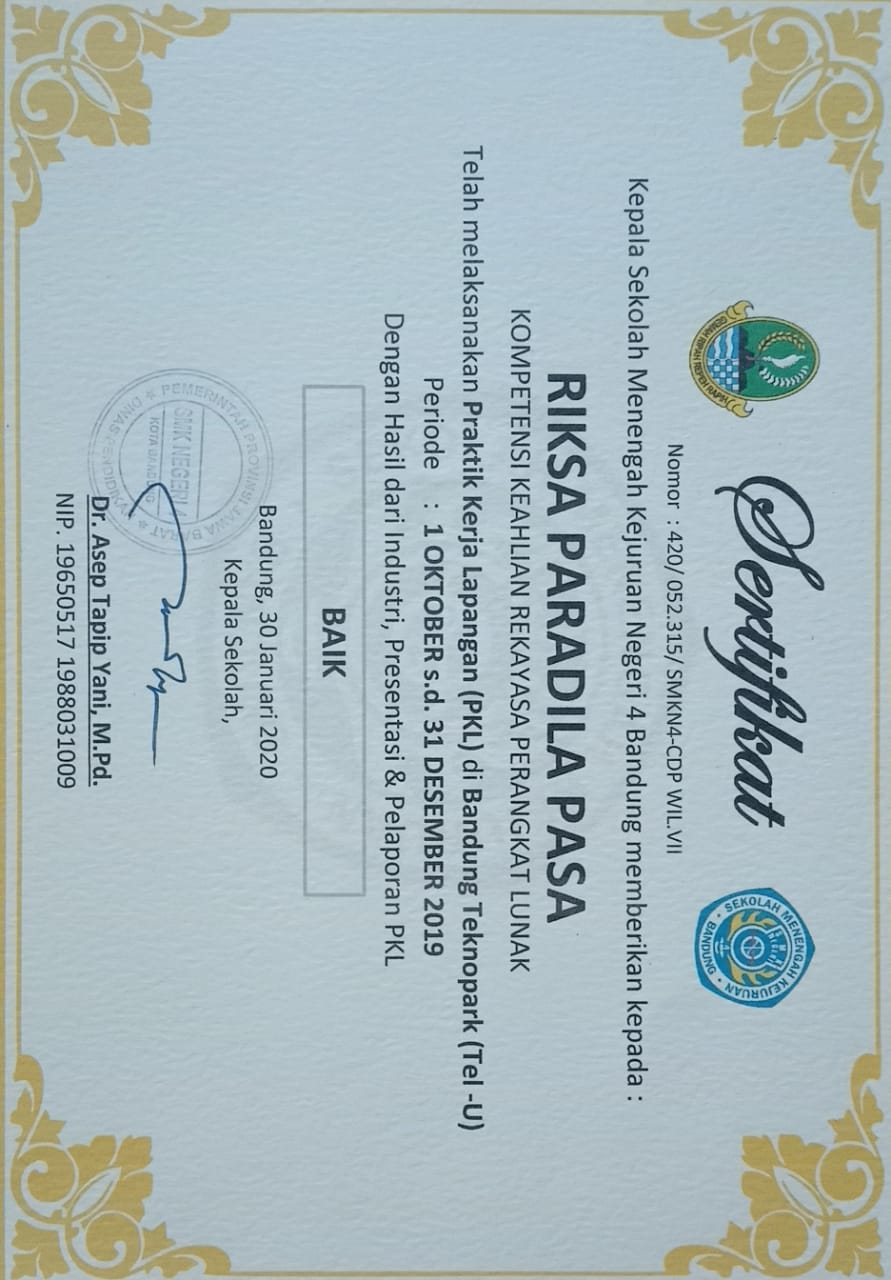 Sertifikat
Nomor : 420/ 052.315/ SMKN4-CDP WIL.VII
GEMAH RIPAH REPEH RAPIH
SEKOLAH MENENGAH KEJURUAN
BANDUNG
Kepala Sekolah Menengah Kejuruan Negeri 4 Bandung memberikan kepada :
RIKSA PARADILA PASA
KOMPETENSI KEAHLIAN REKAYASA PERANGKAT LUNAK
Telah melaksanakan Praktik Kerja Lapangan (PKL) di Bandung Teknopark (Tel -U)
Periode : 1 OKTOBER s.d. 31 DESEMBER 2019
Dengan Hasil dari Industri, Presentasi & Pelaporan PKL
BAIK
Bandung, 30 Januari 2020
Kepala Sekolah,
PEMERINTAH PROVINSI JAWA BARAT
DINAS PENDIDIKAN
SMK NEGERI 4
KOTA BANDUNG
Dr. Asep Tapip Yani, M.Pd.
NIP. 19650517 1988031009